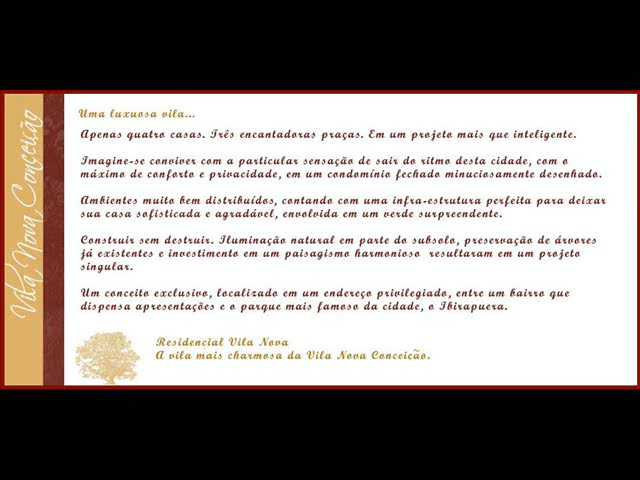 Vila Nova Conceição
Uma luxuosa vila...
Apenas quatro casas. Três encantadoras praças. Em um projeto mais que inteligente.
Imagine-se conviver com a particular sensação de sair do ritmo desta cidade, com o
máximo de conforto e privacidade, em um condomínio fechado minuciosamente desenhado.
Ambientes muito bem distribuídos, contando com uma infra-estrutura perfeita para deixar
sua casa sofisticada e agradável, envolvida em um verde surpreendente.
Construir sem destruir. Iluminação natural em parte do subsolo, preservação de árvores
já existentes e investimento em um paisagismo harmonioso resultaram em um projeto
singular.
Um conceito exclusivo, localizado em um endereço privilegiado, entre um bairro que
dispensa apresentações e o parque mais famoso da cidade, o Ibirapuera.
Residencial Vila Nova
A vila mais charmosa da Vila Nova Conceição.